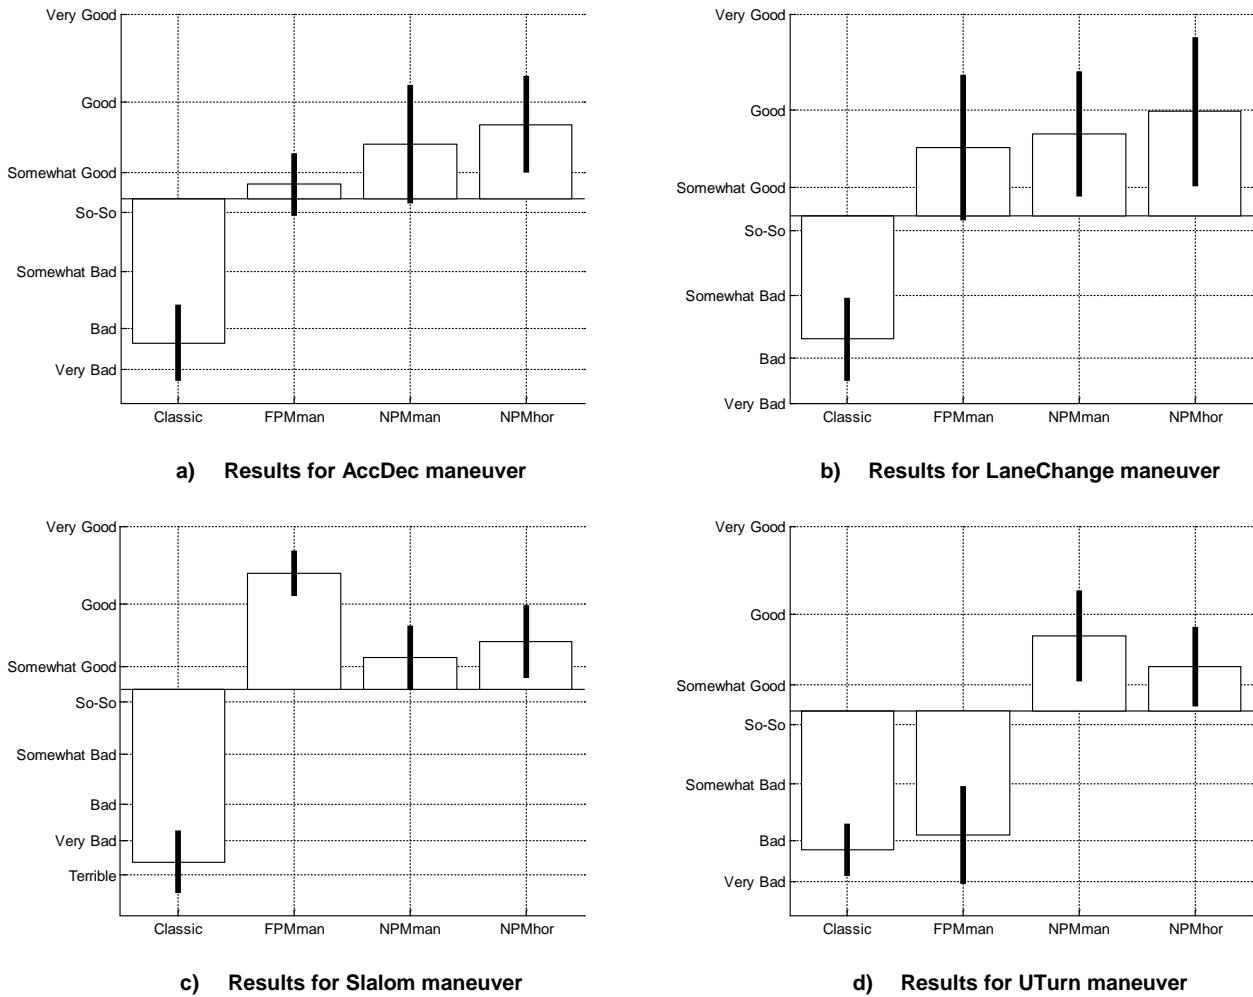 Very Good
Good
Somewhat Good
So-So
Somewhat Bad
Bad
Very Bad
Classic FPMman NPMman NPMhor
a) Results for AccDec maneuver
Very Good
Good
Somewhat Good
So-So
Somewhat Bad
Bad
Very Bad
Classic FPMman NPMman NPMhor
b) Results for LaneChange maneuver
Very Good
Good
Somewhat Good
So-So
Somewhat Bad
Bad
Very Bad
Terrible
Classic FPMman NPMman NPMhor
c) Results for Slalom maneuver
Very Good
Good
Somewhat Good
So-So
Somewhat Bad
Bad
Very Bad
Classic FPMman NPMman NPMhor
d) Results for UTurn maneuver